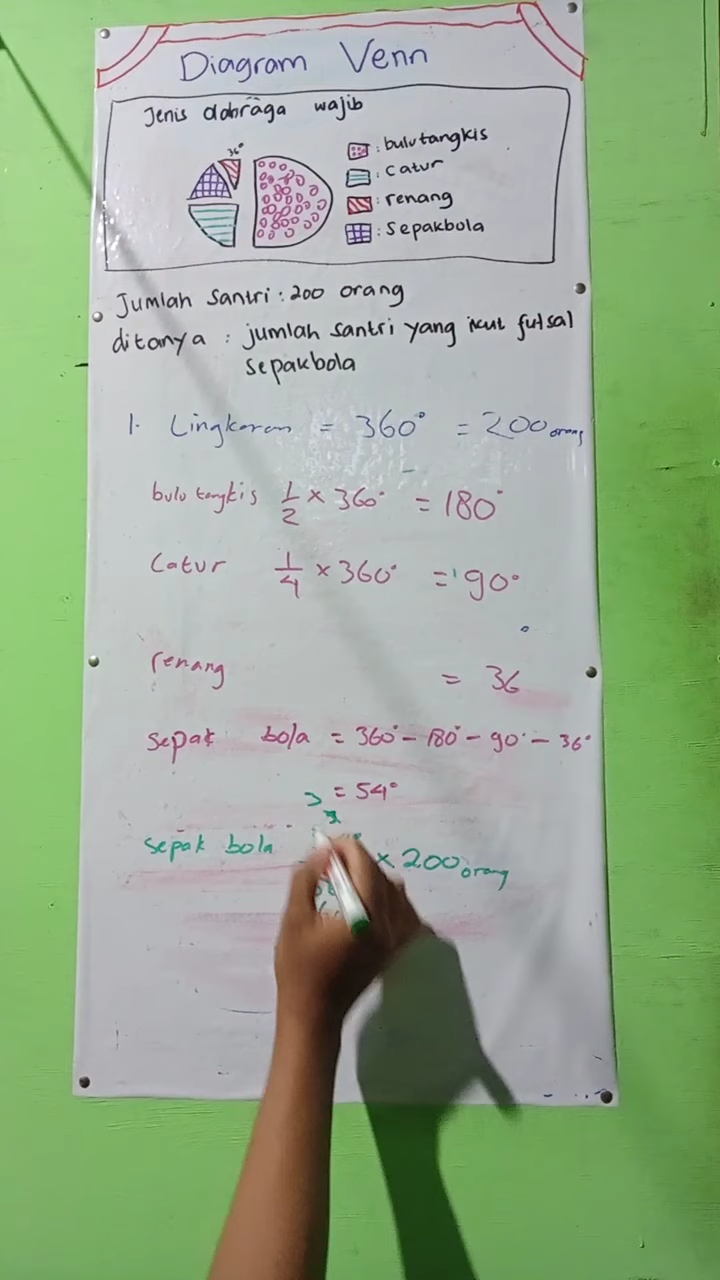 Diagram Venn
Jenis olahraga wajib
36°
: bulutangkis
: catur
: renang
: Sepakbola
Jumlah Santri : 200 orang
ditanya : jumlah santri yang ikut futsal
sepakbola
1. Lingkaran = 360° = 200 orang
bulu tangkis 1/2 × 360° = 180°
Catur 1/4 × 360° = 90°
renang = 36
sepak bola = 360° - 180° - 90° - 36°
= 54°
3
sepak bola × 200 orang